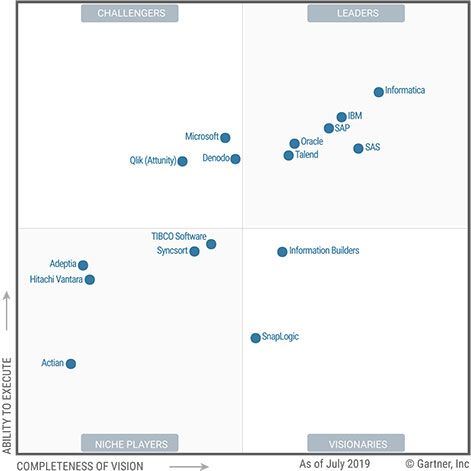 CHALLENGERS
LEADERS
Informatica
IBM
SAP
Microsoft
Oracle
SAS
Talend
Qlik (Attunity)
Denodo
TIBCO Software
Syncsort
Information Builders
Adeptia
Hitachi Vantara
SnapLogic
Actian
ABILITY TO EXECUTE
NICHE PLAYERS
VISIONARIES
COMPLETENESS OF VISION
As of July 2019
© Gartner, Inc